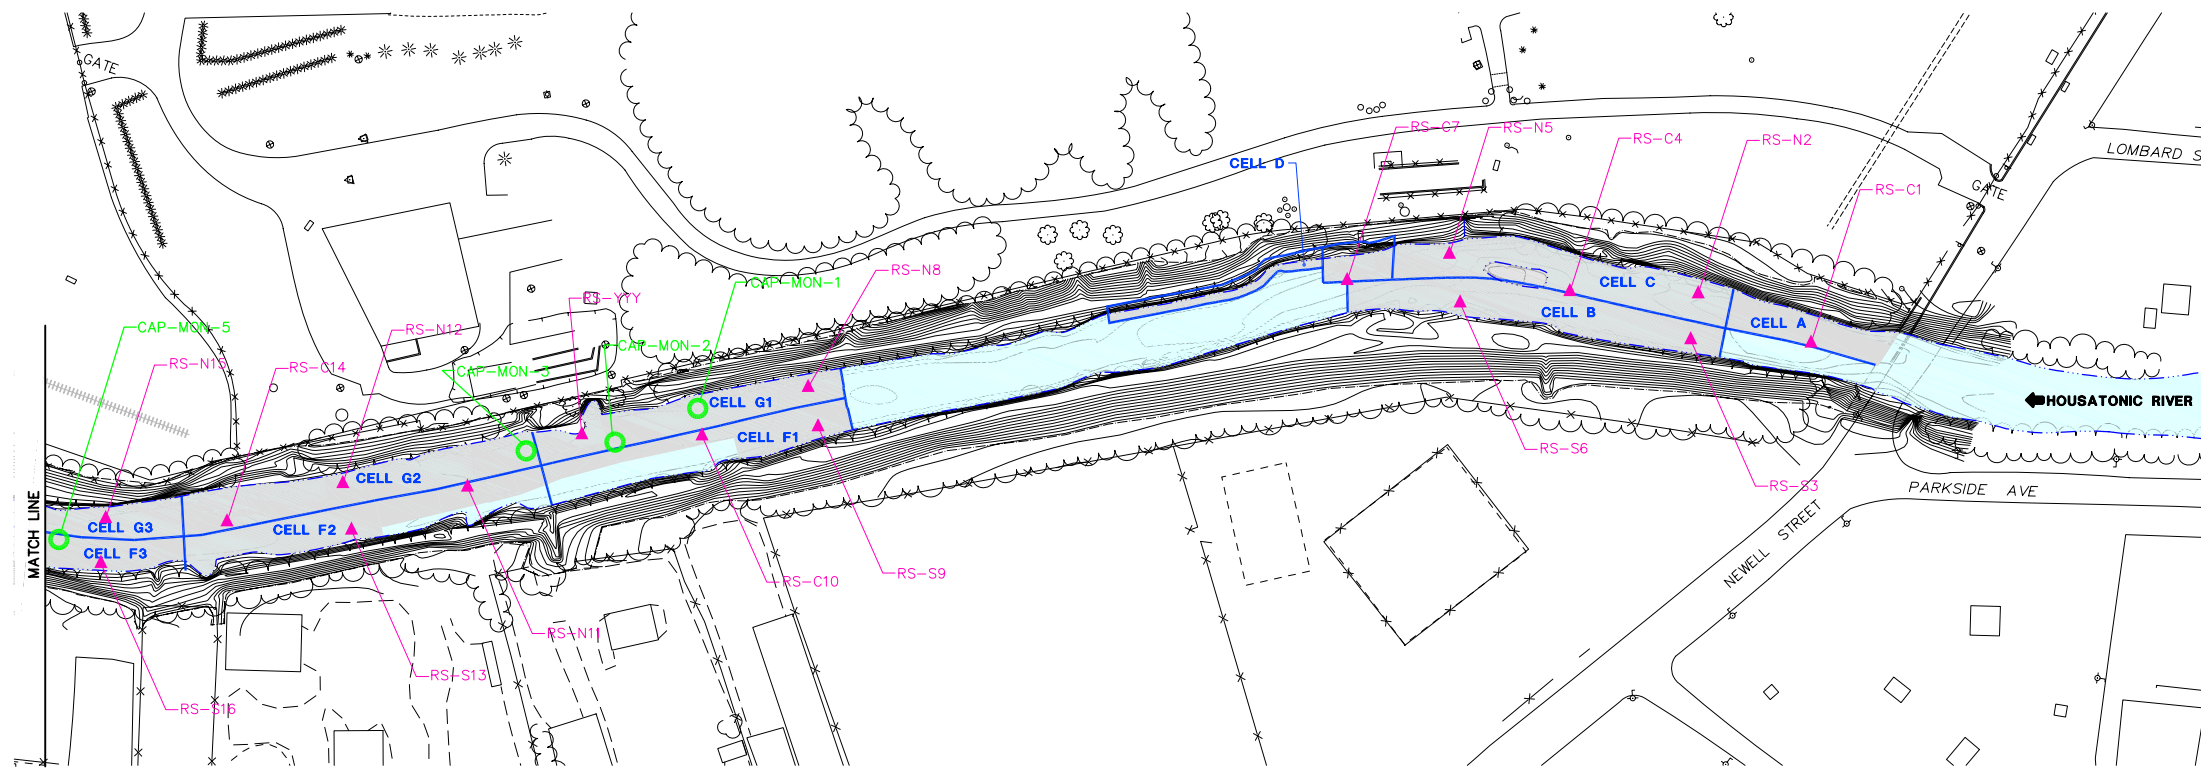 GATE
RS-C7
RS-N5
RS-C4
RS-N2
LOMBARD S
CELL D
GATE
RS-C1
RS-N8
CELL C
CAP-MON-1
RS-YYY
CELL B
CELL A
CAP-MON-5
RS-N12
CAP-MON-2
RS-N15
RS-C14
CAP-MON-3
CELL G1
HOUSATONIC RIVER
CELL F1
RS-S6
CELL G2
RS-S3
PARKSIDE AVE
MATCH LINE
CELL G3
CELL F2
CELL F3
NEWELL STREET
RS-C10
RS-S9
RS-N11
RS-S13
RS-S16